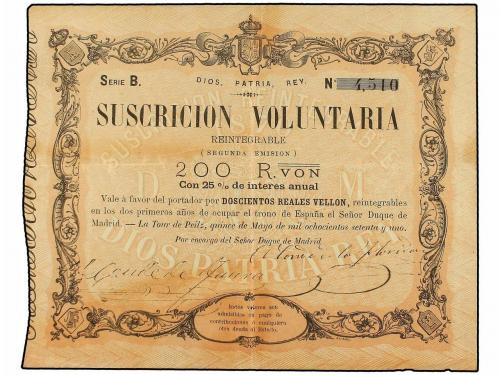 SERIE B.
DIOS, PATRIA, REY.
N° 4,510
SUSCRICION VOLUNTARIA
REINTEGRABLE
(SEGUNDA EMISION)
200 R. VON
Con 25 % de interés anual
Vale á favor del portador por DOSCIENTOS REALES VELLON, reintegrables
en los dos primeros años de ocupar el trono de España el Señor Duque de
Madrid. — La Tour de Peilz, quince de Mayo de mil ochocientos setenta y uno.
Por encargo del Señor Duque de Madrid
Estos valores son
admisibles en pago de
contribuciones ó cualquiera
otra deuda al Estado.